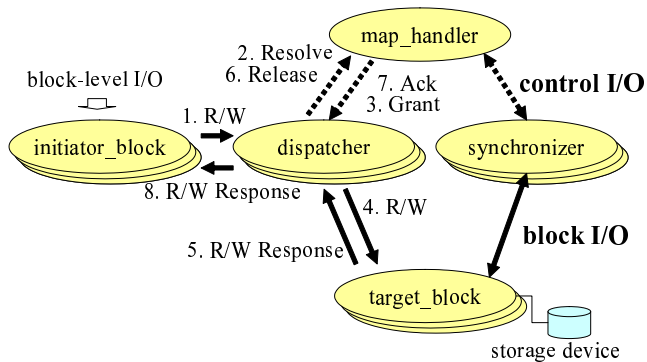 map_handler
2. Resolve
6. Release
7. Ack
3. Grant
control I/O
block-level I/O
1. R/W
initiator_block
dispatcher
synchronizer
8. R/W Response
4. R/W
5. R/W Response
block I/O
target_block
storage device